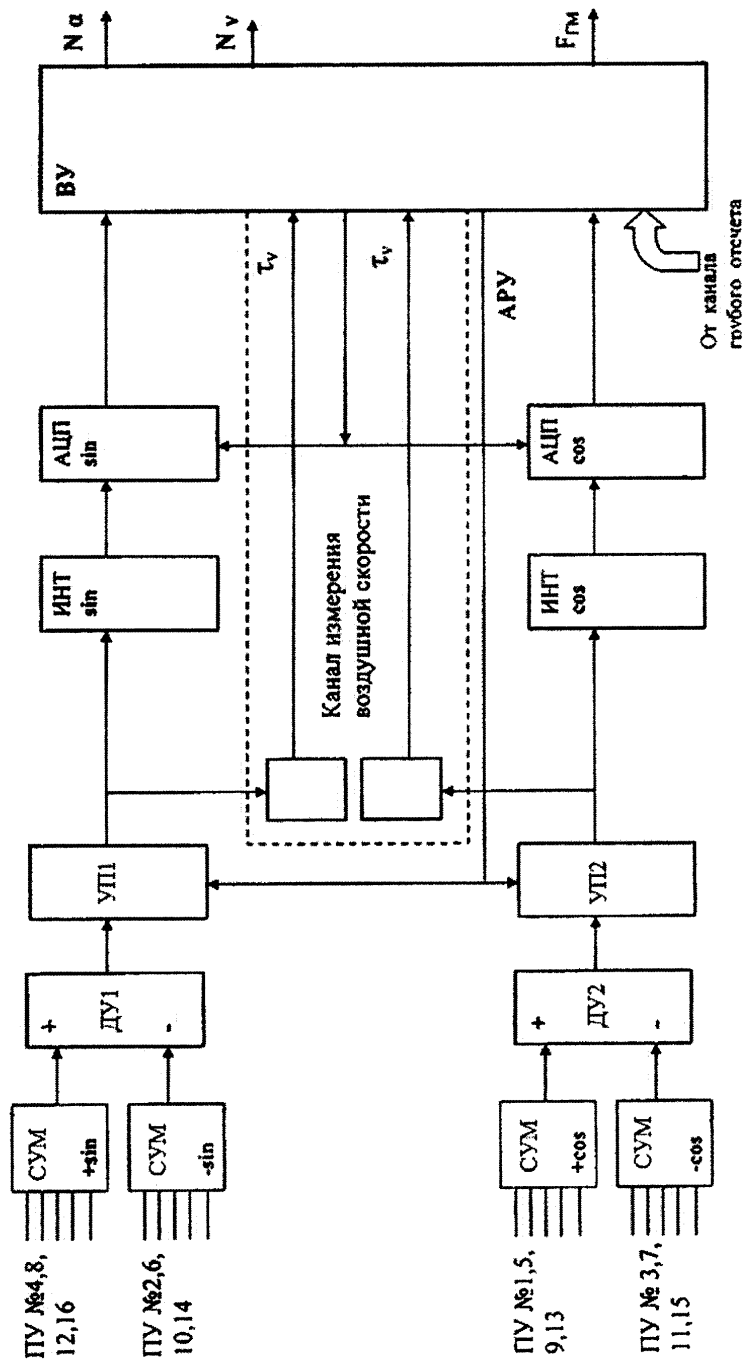 ПУ №4,8,
12,16
СУМ
+sin
ПУ №2,6,
10,14
СУМ
-sin
+
ДУ1
-
УП1
ИНТ
sin
АЦП
sin
ВУ
N α
N v
Fгм
τv
τv
Канал измерения
воздушной скорости
АРУ
ПУ №1,5,
9,13
СУМ
+cos
ПУ № 3,7,
11,15
СУМ
-cos
+
ДУ2
-
УП2
ИНТ
cos
АЦП
cos
От канала
грубого отсчета